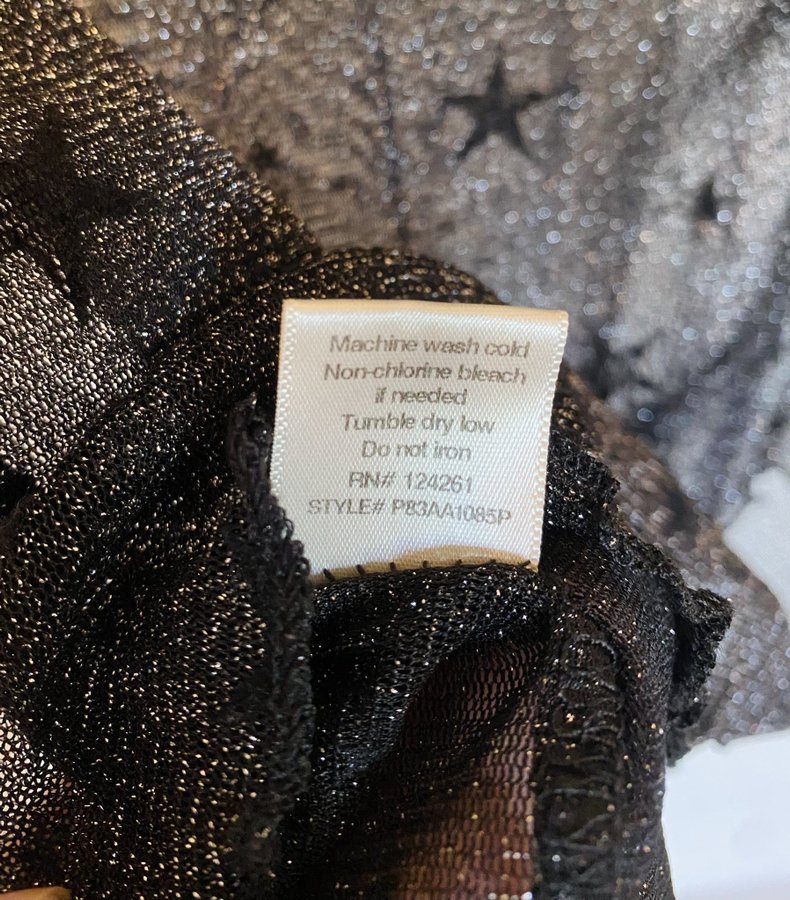 Machine wash cold
Non-chlorine bleach
if needed
Tumble dry low
Do not iron
RN# 124261
STYLE# P83AA1085P